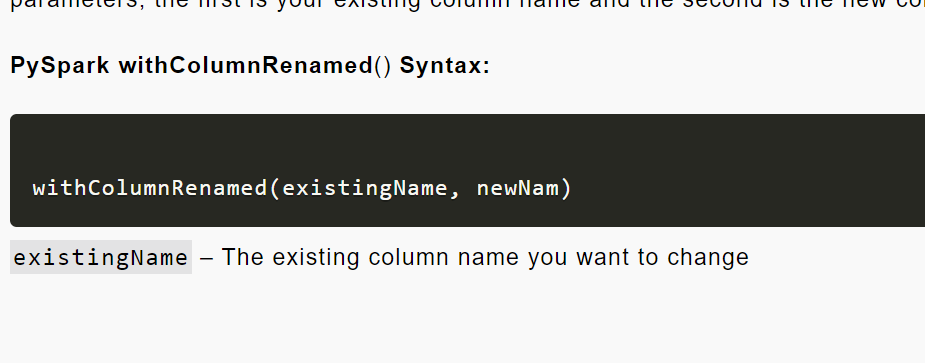 parameters, the first is your existing column name and the second is the new co
PySpark withColumnRenamed() Syntax:
withColumnRenamed(existingName, newNam)
existingName – The existing column name you want to change